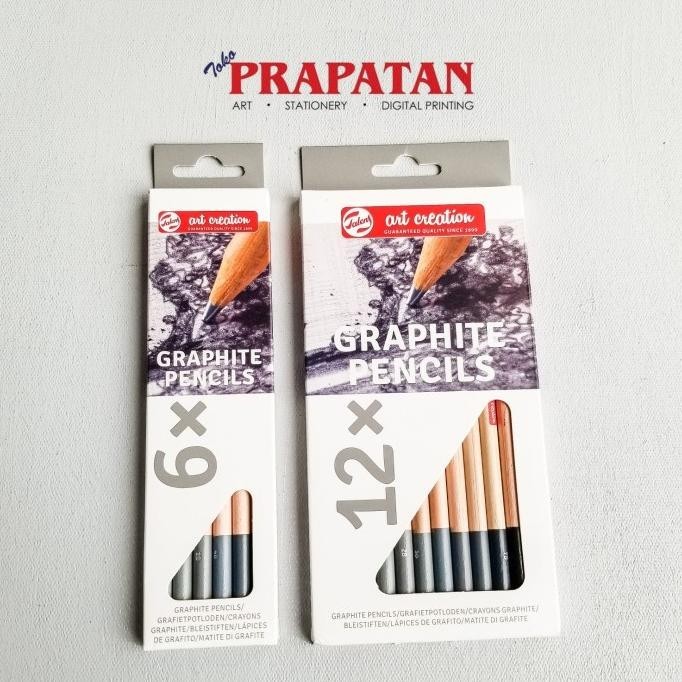 Toko
PRAPATAN
ART • STATIONERY • DIGITAL PRINTING
Talens art creation
GUARANTEED QUALITY SINCE 1899
GRAPHITE
PENCILS
6×
GRAPHITE PENCILS/
GRAFIETPOTLODEN/CRAYONS
GRAPHITE/BLEISTIFTEN/LÁPICES
DE GRAFITO/MATITE DI GRAFITE
Talens art creation
GUARANTEED QUALITY SINCE 1899
GRAPHITE
PENCILS
12×
2B
GRAPHITE PENCILS/GRAFIETPOTLODEN/CRAYONS GRAPHITE/
BLEISTIFTEN/LÁPICES DE GRAFITO/MATITE DI GRAFITE